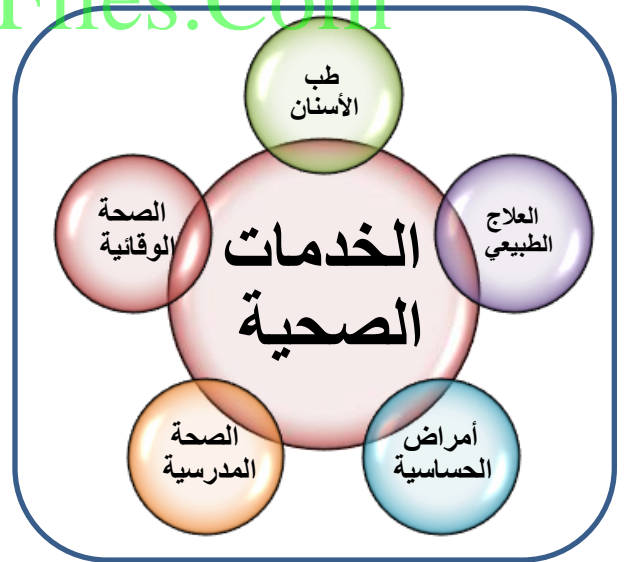 Files.Com
طب
الأسنان
العلاج
الطبيعي
الصحة
الوقائية
الخدمات
الصحية
أمراض
الحساسية
الصحة
المدرسية